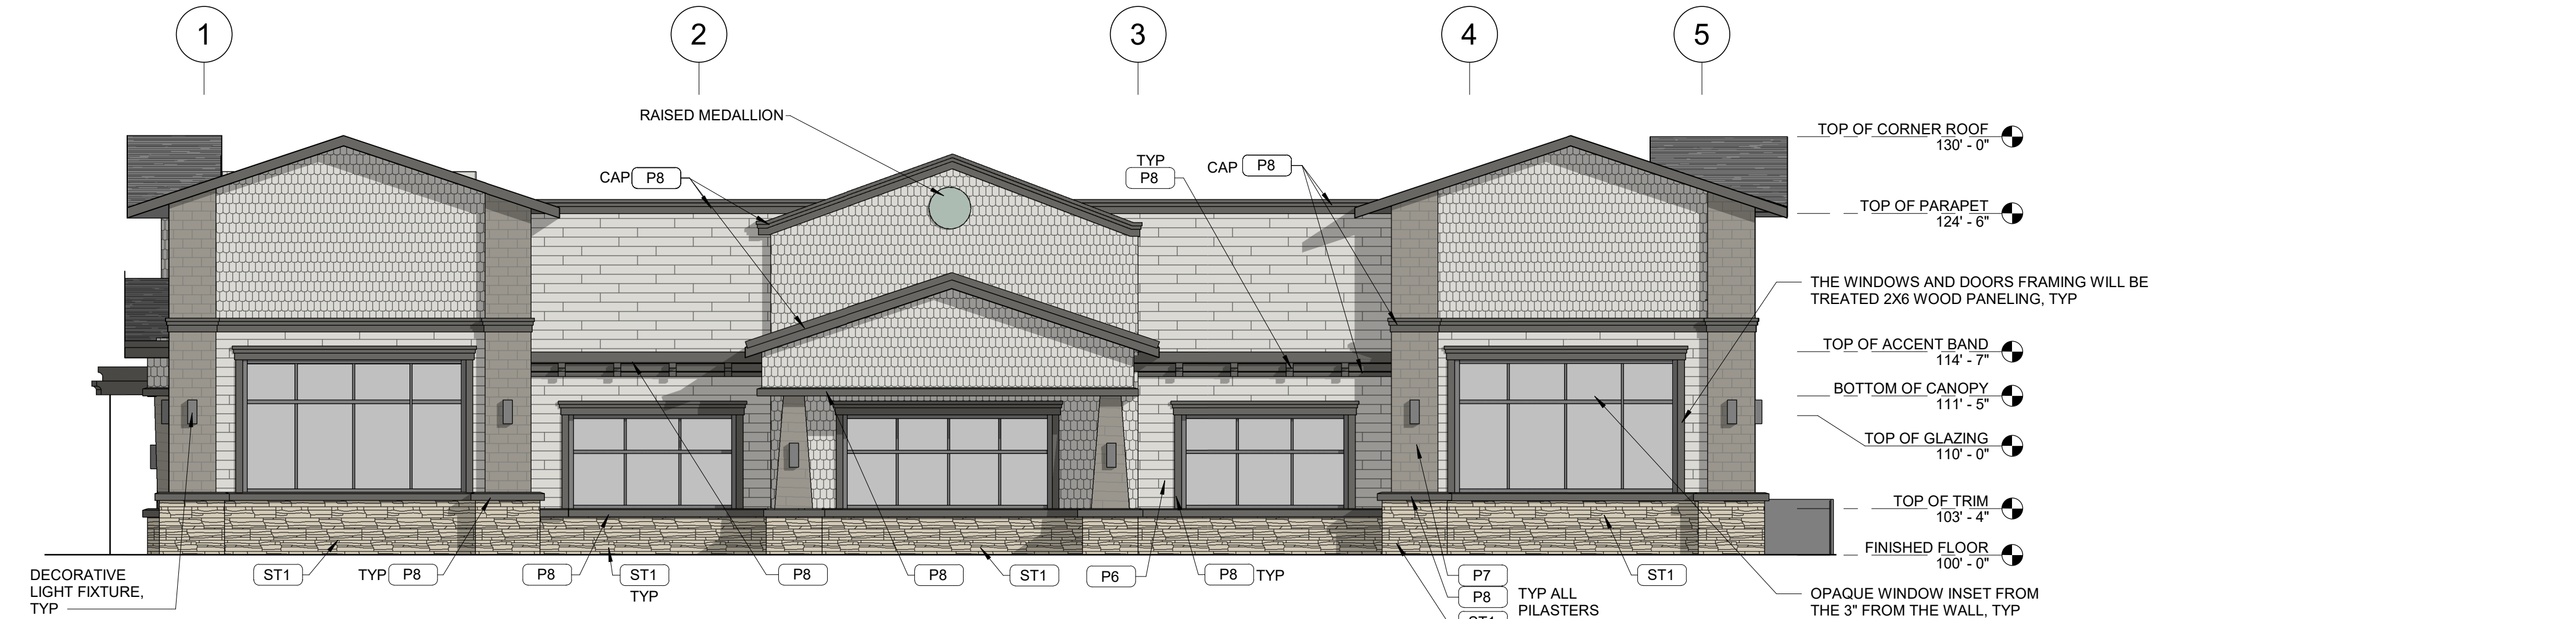 1
2
3
4
5
RAISED MEDALLION
CAP P8
TYP
P8
CAP P8
TOP OF CORNER ROOF
130' - 0"
TOP OF PARAPET
124' - 6"
THE WINDOWS AND DOORS FRAMING WILL BE
TREATED 2X6 WOOD PANELING, TYP
TOP OF ACCENT BAND
114' - 7"
BOTTOM OF CANOPY
111' - 5"
TOP OF GLAZING
110' - 0"
TOP OF TRIM
103' - 4"
FINISHED FLOOR
100' - 0"
DECORATIVE
LIGHT FIXTURE,
TYP
ST1
TYP P8
P8
ST1
TYP
P8
P8
ST1
P6
P8 TYP
P7
P8
ST1
TYP ALL
PILASTERS
ST1
OPAQUE WINDOW INSET FROM
THE 3" FROM THE WALL, TYP